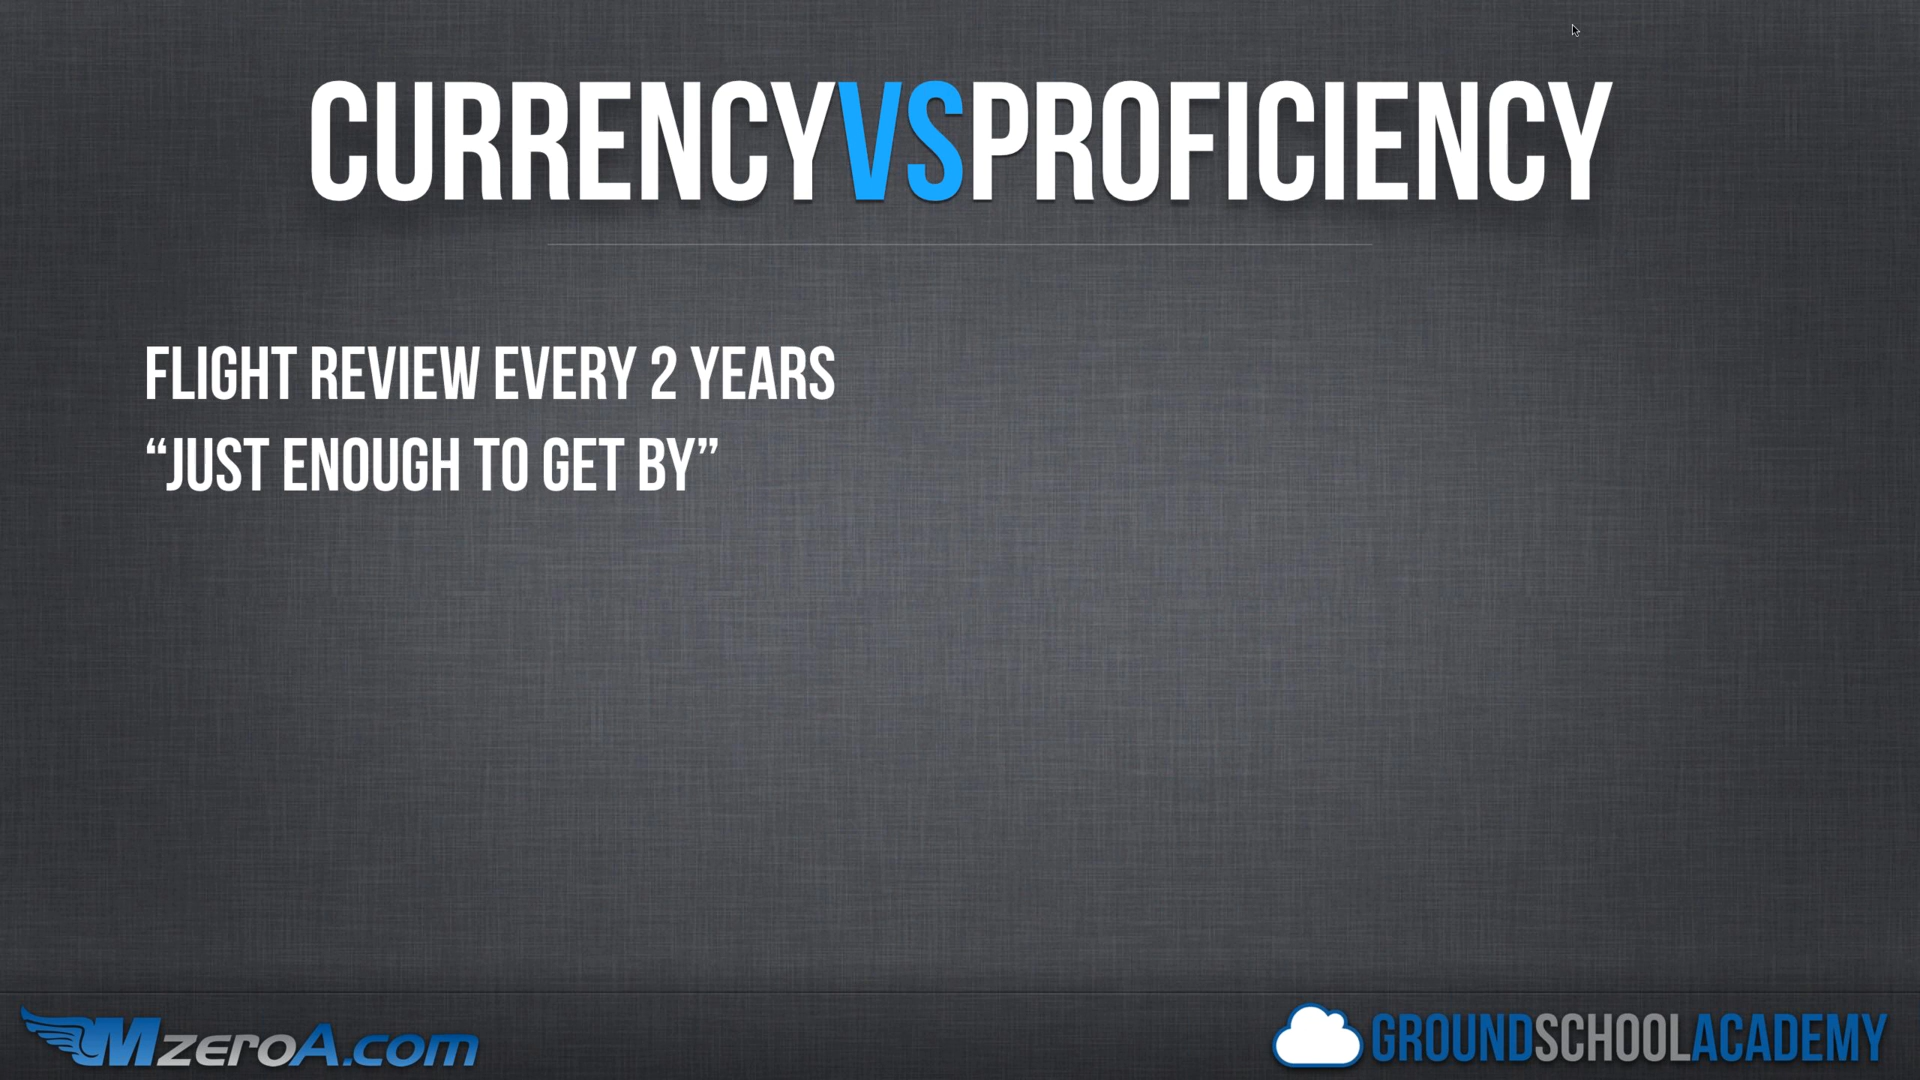 CURRENCYVSPROFICIENCY
FLIGHT REVIEW EVERY 2 YEARS
“JUST ENOUGH TO GET BY”
MzeroA.com
GROUNDSCHOOLACADEMY